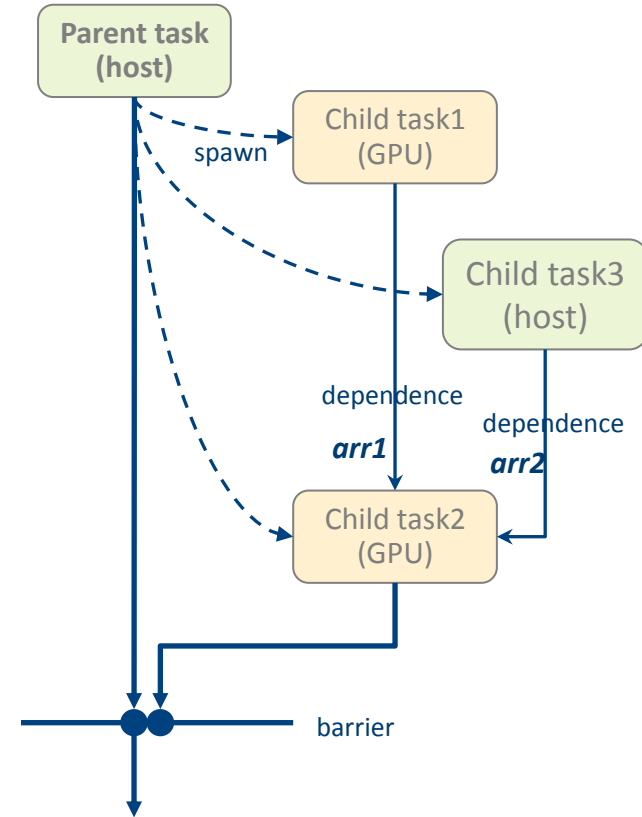 Parent task
(host)
Child task1
(GPU)
spawn
Child task3
(host)
dependence
arr1
dependence
arr2
Child task2
(GPU)
barrier